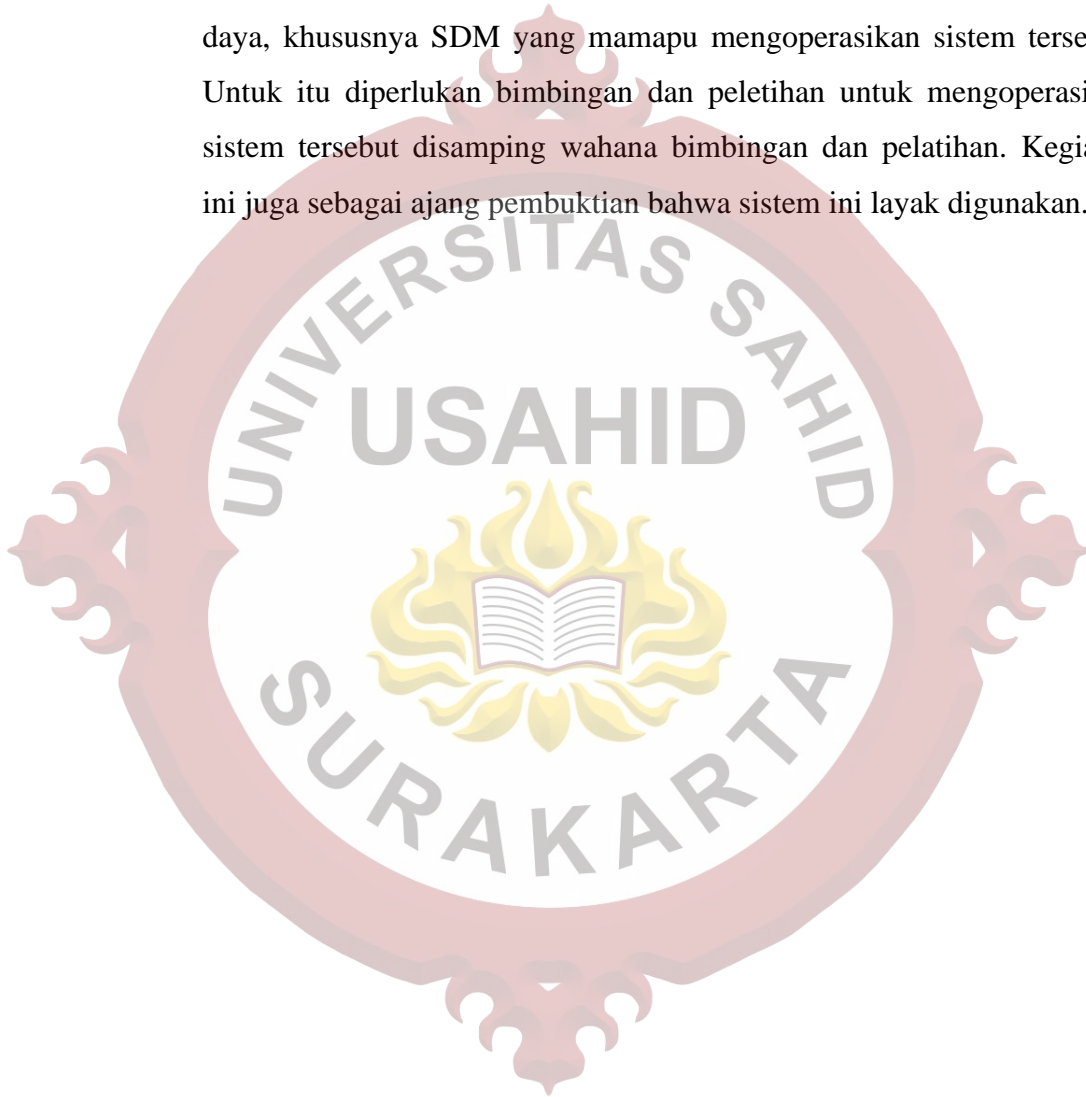 daya, khususnya SDM yang mamapu mengoperasikan sistem terse
Untuk itu diperlukan bimbingan dan peletihan untuk mengoperasi
sistem tersebut disamping wahana bimbingan dan pelatihan. Kegia
ini juga sebagai ajang pembuktian bahwa sistem ini layak digunakan.
UNIVERSITAS SAHID
USAHID
SURAKARTA